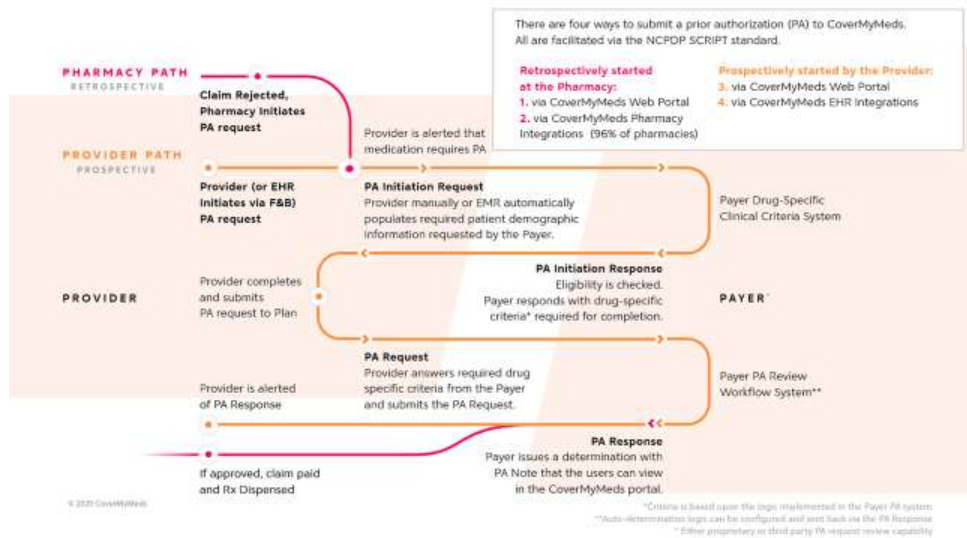 There are four ways to submit a prior authorization (PA) to CoverMyMeds.
All are facilitated via the NCPDP SCRIPT standard.
Retrospectively started
at the Pharmacy:
1. via CoverMyMeds Web Portal
2. via CoverMyMeds Pharmacy
Integrations (96% of pharmacies)
Prospectively started by the Provider:
3. via CoverMyMeds Web Portal
4. via CoverMyMeds EHR Integrations
PHARMACY PATH
RETROSPECTIVE
Claim Rejected,
Pharmacy Initiates
PA request
Provider is alerted that
medication requires PA
PROVIDER PATH
PROSPECTIVE
Provider (or EHR
Initiates via F&B)
PA request
PA Initiation Request
Provider manually or EMR automatically
populates required patient demographic
information requested by the Payer.
Payer Drug-Specific
Clinical Criteria System
PROVIDER
Provider completes
and submits
PA request to Plan
PA Initiation Response
Eligibility is checked.
Payer responds with drug-specific
criteria* required for completion.
PAYER^
PA Request
Provider answers required drug
specific criteria from the Payer
and submits the PA Request.
Payer PA Review
Workflow System**
Provider is alerted
of PA Response
PA Response
Payer issues a determination with
PA Note that the users can view
in the CoverMyMeds portal.
If approved, claim paid
and Rx Dispensed
© 2020 CoverMyMeds
*Criteria is based upon the logic implemented in the Payer PA system
**Auto-determination logic can be configured and sent back via the PA Response
^ Either proprietary or third party PA request review capability